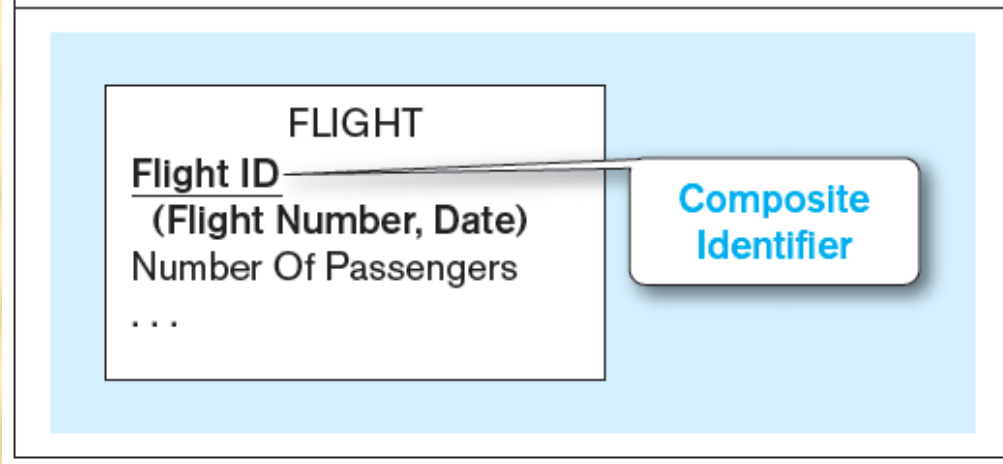 FLIGHT
Flight ID
(Flight Number, Date)
Number Of Passengers
. . .
Composite
Identifier